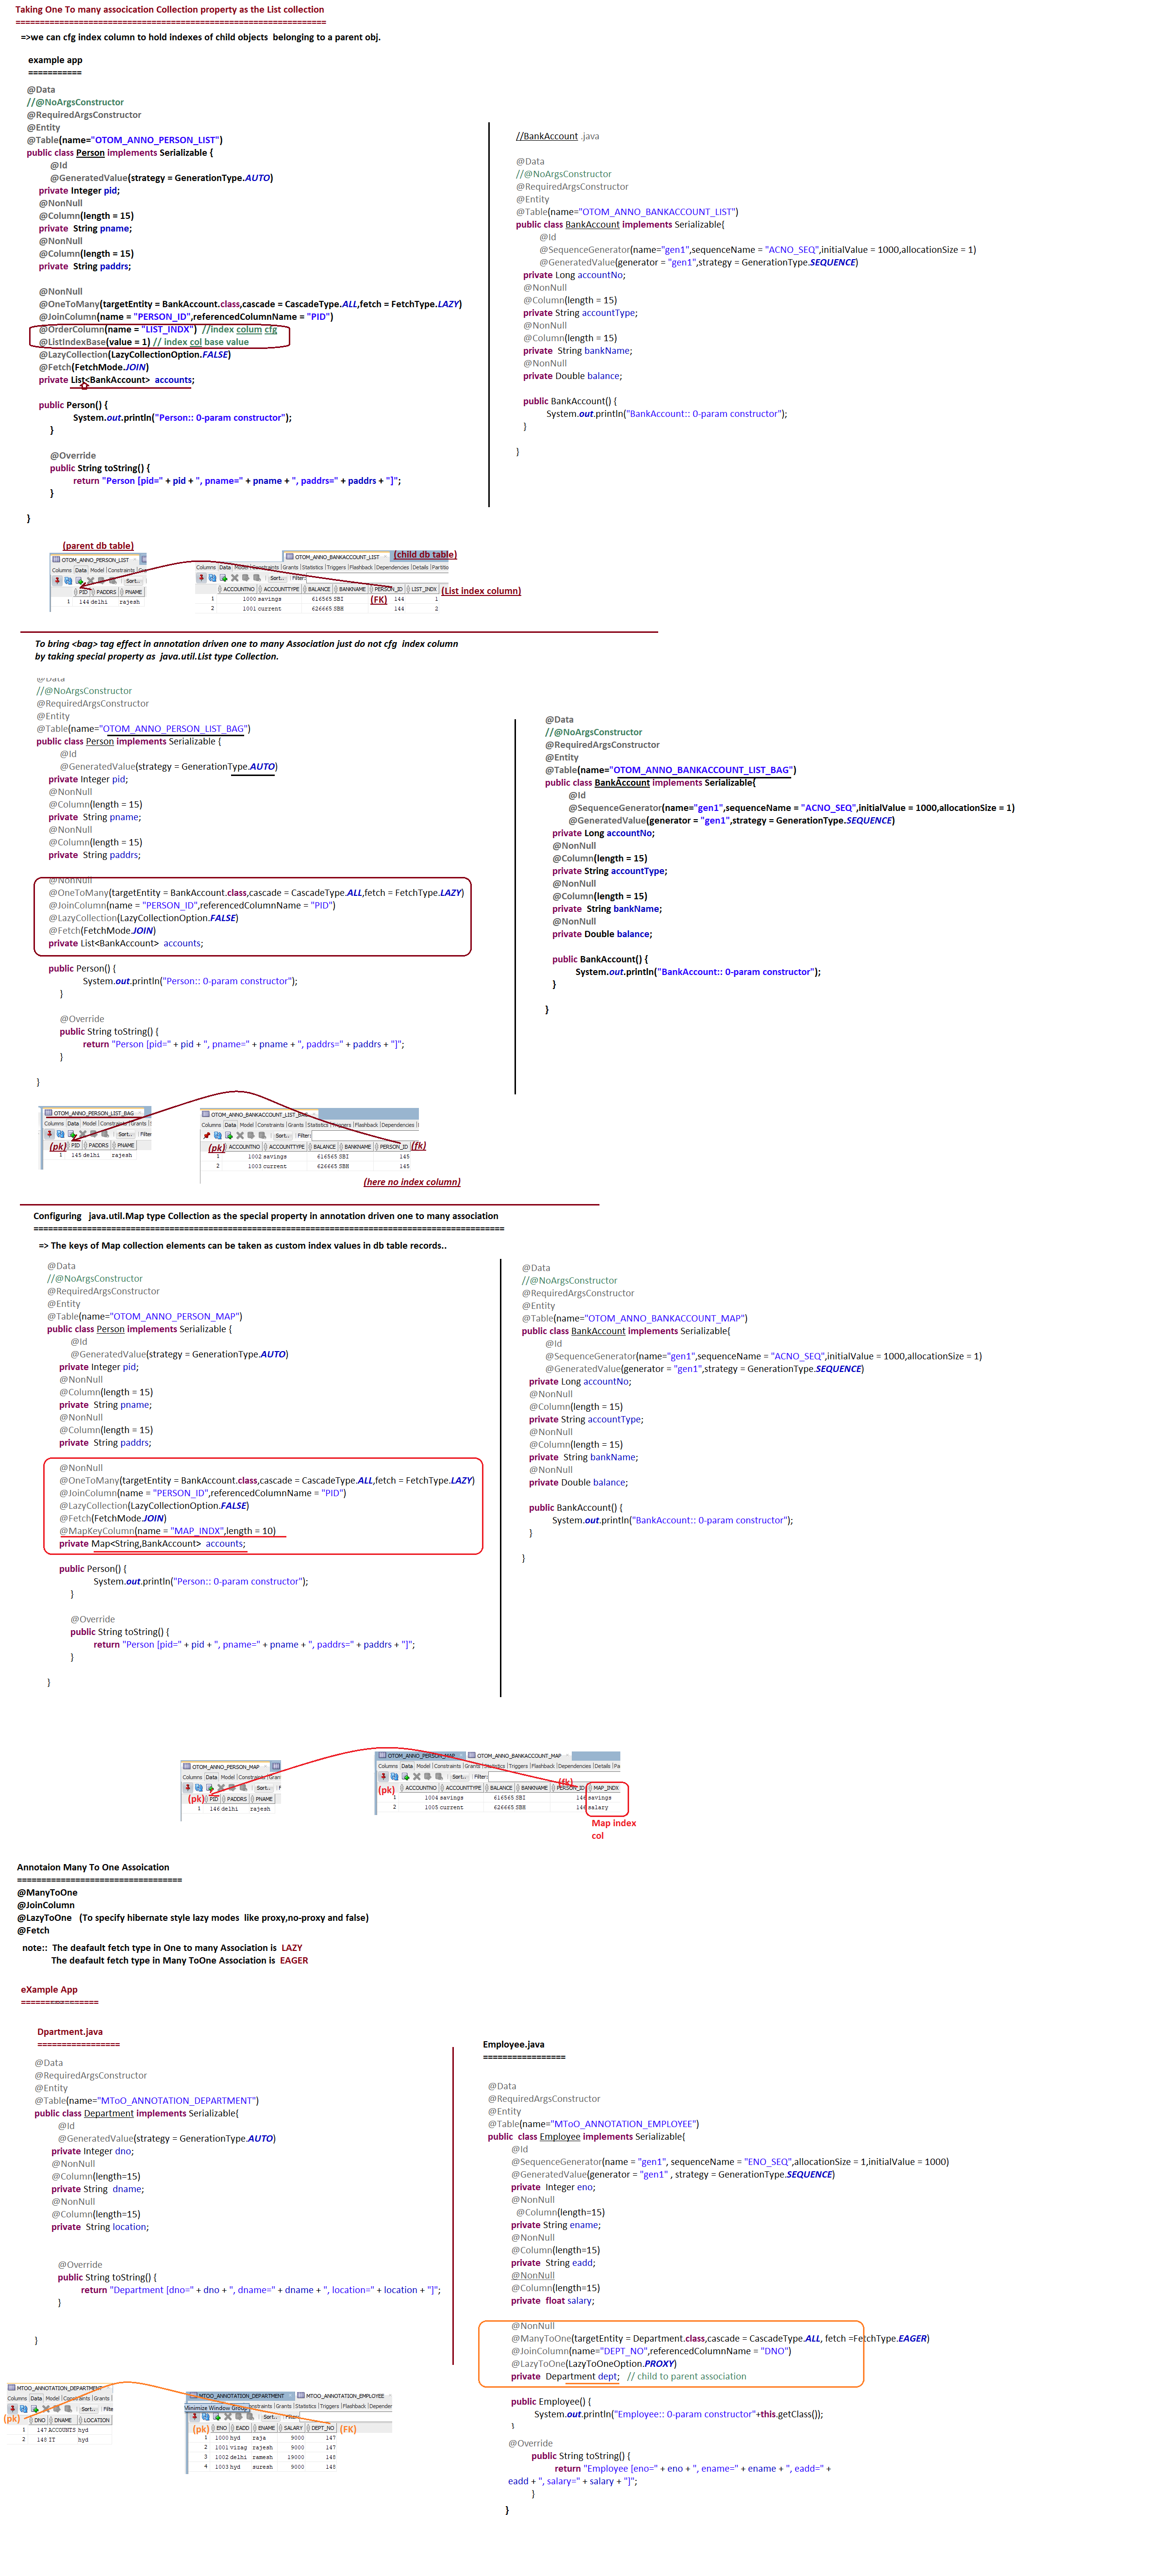 Taking One To many assocication Collection property as the List collection
================================================================
=>we can cfg index column to hold indexes of child objects belonging to a parent obj.
example app
===========
@Data
//@NoArgsConstructor
@RequiredArgsConstructor
@Entity
@Table(name="OTOM_ANNO_PERSON_LIST")
public class Person implements Serializable {
@Id
@GeneratedValue(strategy = GenerationType.AUTO)
private Integer pid;
@NonNull
@Column(length = 15)
private String pname;
@NonNull
@Column(length = 15)
private String paddrs;
@NonNull
@OneToMany(targetEntity = BankAccount.class,cascade = CascadeType.ALL,fetch = FetchType.LAZY)
@JoinColumn(name = "PERSON_ID",referencedColumnName = "PID")
@OrderColumn(name = "LIST_INDX") //index colum cfg
@ListIndexBase(value = 1) // index col base value
@LazyCollection(LazyCollectionOption.FALSE)
@Fetch(FetchMode.JOIN)
private List<BankAccount> accounts;
public Person() {
System.out.println("Person:: 0-param constructor");
}
@Override
public String toString() {
return "Person [pid=" + pid + ", pname=" + pname + ", paddrs=" + paddrs + "]";
}
}
//BankAccount .java
@Data
//@NoArgsConstructor
@RequiredArgsConstructor
@Entity
@Table(name="OTOM_ANNO_BANKACCOUNT_LIST")
public class BankAccount implements Serializable{
@Id
@SequenceGenerator(name="gen1",sequenceName = "ACNO_SEQ",initialValue = 1000,allocationSize = 1)
@GeneratedValue(generator = "gen1",strategy = GenerationType.SEQUENCE)
private Long accountNo;
@NonNull
@Column(length = 15)
private String accountType;
@NonNull
@Column(length = 15)
private String bankName;
@NonNull
private Double balance;
public BankAccount() {
System.out.println("BankAccount:: 0-param constructor");
}
}
(parent db table)
OTOM_ANNO_PERSON_LIST
Columns Data Model Constraints
Sort..
PID PADDRS PNAME
1 144 delhi rajesh
OTOM_ANNO_BANKACCOUNT_LIST (child db table)
Columns Data Model Constraints Grants Statistics Triggers Flashback Dependencies Details Partitio
Sort.. Filter:
ACCOUNTNO ACCOUNTTYPE BALANCE BANKNAME PERSON_ID LIST_INDX (List index column)
1 1000 savings 616565 SBI 144 1
(FK)
2 1001 current 626665 SBH 144 2
To bring <bag> tag effect in annotation driven one to many Association just do not cfg index column
by taking special property as java.util.List type Collection.
@Data
//@NoArgsConstructor
@RequiredArgsConstructor
@Entity
@Table(name="OTOM_ANNO_PERSON_LIST_BAG")
public class Person implements Serializable {
@Id
@GeneratedValue(strategy = GenerationType.AUTO)
private Integer pid;
@NonNull
@Column(length = 15)
private String pname;
@NonNull
@Column(length = 15)
private String paddrs;
@NonNull
@OneToMany(targetEntity = BankAccount.class,cascade = CascadeType.ALL,fetch = FetchType.LAZY)
@JoinColumn(name = "PERSON_ID",referencedColumnName = "PID")
@LazyCollection(LazyCollectionOption.FALSE)
@Fetch(FetchMode.JOIN)
private List<BankAccount> accounts;
public Person() {
System.out.println("Person:: 0-param constructor");
}
@Override
public String toString() {
return "Person [pid=" + pid + ", pname=" + pname + ", paddrs=" + paddrs + "]";
}
}
@Data
//@NoArgsConstructor
@RequiredArgsConstructor
@Entity
@Table(name="OTOM_ANNO_BANKACCOUNT_LIST_BAG")
public class BankAccount implements Serializable{
@Id
@SequenceGenerator(name="gen1",sequenceName = "ACNO_SEQ",initialValue = 1000,allocationSize = 1)
@GeneratedValue(generator = "gen1",strategy = GenerationType.SEQUENCE)
private Long accountNo;
@NonNull
@Column(length = 15)
private String accountType;
@NonNull
@Column(length = 15)
private String bankName;
@NonNull
private Double balance;
public BankAccount() {
System.out.println("BankAccount:: 0-param constructor");
}
}
OTOM_ANNO_PERSON_LIST_BAG
Columns Data Model Constraints Grants
Sort.. Filter
(pk) PID PADDRS PNAME
1 145 delhi rajesh
OTOM_ANNO_BANKACCOUNT_LIST_BAG
Columns Data Model Constraints Grants Statistics Triggers Flashback Dependencies
Sort.. Filter:
(pk) ACCOUNTNO ACCOUNTTYPE BALANCE BANKNAME PERSON_ID (fk)
1 1002 savings 616565 SBI 145
2 1003 current 626665 SBH 145
(here no index column)
Configuring java.util.Map type Collection as the special property in annotation driven one to many association
=================================================================================================
=> The keys of Map collection elements can be taken as custom index values in db table records..
@Data
//@NoArgsConstructor
@RequiredArgsConstructor
@Entity
@Table(name="OTOM_ANNO_PERSON_MAP")
public class Person implements Serializable {
@Id
@GeneratedValue(strategy = GenerationType.AUTO)
private Integer pid;
@NonNull
@Column(length = 15)
private String pname;
@NonNull
@Column(length = 15)
private String paddrs;
@NonNull
@OneToMany(targetEntity = BankAccount.class,cascade = CascadeType.ALL,fetch = FetchType.LAZY)
@JoinColumn(name = "PERSON_ID",referencedColumnName = "PID")
@LazyCollection(LazyCollectionOption.FALSE)
@Fetch(FetchMode.JOIN)
@MapKeyColumn(name = "MAP_INDX",length = 10)
private Map<String,BankAccount> accounts;
public Person() {
System.out.println("Person:: 0-param constructor");
}
@Override
public String toString() {
return "Person [pid=" + pid + ", pname=" + pname + ", paddrs=" + paddrs + "]";
}
}
@Data
//@NoArgsConstructor
@RequiredArgsConstructor
@Entity
@Table(name="OTOM_ANNO_BANKACCOUNT_MAP")
public class BankAccount implements Serializable{
@Id
@SequenceGenerator(name="gen1",sequenceName = "ACNO_SEQ",initialValue = 1000,allocationSize = 1)
@GeneratedValue(generator = "gen1",strategy = GenerationType.SEQUENCE)
private Long accountNo;
@NonNull
@Column(length = 15)
private String accountType;
@NonNull
@Column(length = 15)
private String bankName;
@NonNull
private Double balance;
public BankAccount() {
System.out.println("BankAccount:: 0-param constructor");
}
}
OTOM_ANNO_PERSON_MAP
Columns Data Model Constraints Gran
Sort..
(pk) PID PADDRS PNAME
1 146 delhi rajesh
OTOM_ANNO_PERSON_MAP OTOM_ANNO_BANKACCOUNT_MAP
Columns Data Model Constraints Grants Statistics Triggers Flashback Dependencies Details Pa
Sort.. Filter: (fk)
(pk) ACCOUNTNO ACCOUNTTYPE BALANCE BANKNAME PERSON_ID MAP_INDX
1 1004 savings 616565 SBI 146 savings
2 1005 current 626665 SBH 146 salary
Map index
col
Annotaion Many To One Assoication
==================================
@ManyToOne
@JoinColumn
@LazyToOne (To specify hibernate style lazy modes like proxy,no-proxy and false)
@Fetch
note:: The deafault fetch type in One to many Association is LAZY
The deafault fetch type in Many ToOne Association is EAGER
eXample App
================
Dpartment.java
=================
@Data
@RequiredArgsConstructor
@Entity
@Table(name="MToO_ANNOTATION_DEPARTMENT")
public class Department implements Serializable{
@Id
@GeneratedValue(strategy = GenerationType.AUTO)
private Integer dno;
@NonNull
@Column(length=15)
private String dname;
@NonNull
@Column(length=15)
private String location;
@Override
public String toString() {
return "Department [dno=" + dno + ", dname=" + dname + ", location=" + location + "]";
}
}
Employee.java
=================
@Data
@RequiredArgsConstructor
@Entity
@Table(name="MToO_ANNOTATION_EMPLOYEE")
public class Employee implements Serializable{
@Id
@SequenceGenerator(name = "gen1", sequenceName = "ENO_SEQ",allocationSize = 1,initialValue = 1000)
@GeneratedValue(generator = "gen1" , strategy = GenerationType.SEQUENCE)
private Integer eno;
@NonNull
@Column(length=15)
private String ename;
@NonNull
@Column(length=15)
private String eadd;
@NonNull
@Column(length=15)
private float salary;
@NonNull
@ManyToOne(targetEntity = Department.class,cascade = CascadeType.ALL, fetch =FetchType.EAGER)
@JoinColumn(name="DEPT_NO",referencedColumnName = "DNO")
@LazyToOne(LazyToOneOption.PROXY)
private Department dept; // child to parent association
public Employee() {
System.out.println("Employee:: 0-param constructor"+this.getClass());
}
@Override
public String toString() {
return "Employee [eno=" + eno + ", ename=" + ename + ", eadd=" +
eadd + ", salary=" + salary + "]";
}
}
MTOO_ANNOTATION_DEPARTMENT
Columns Data Model Constraints Grants
Sort.. Filte
(pk) DNO DNAME LOCATION
1 147 ACCOUNTS hyd
2 148 IT hyd
MTOO_ANNOTATION_DEPARTMENT MTOO_ANNOTATION_EMPLOYEE
Minimize Window Group nstraints Grants Statistics Triggers Flashback Dep
Sort.. Filter:
(pk) ENO EADD ENAME SALARY DEPT_NO (FK)
1 1000 hyd raja 9000 147
2 1001 vizag rajesh 9000 147
3 1002 delhi ramesh 19000 148
4 1003 hyd suresh 9000 148